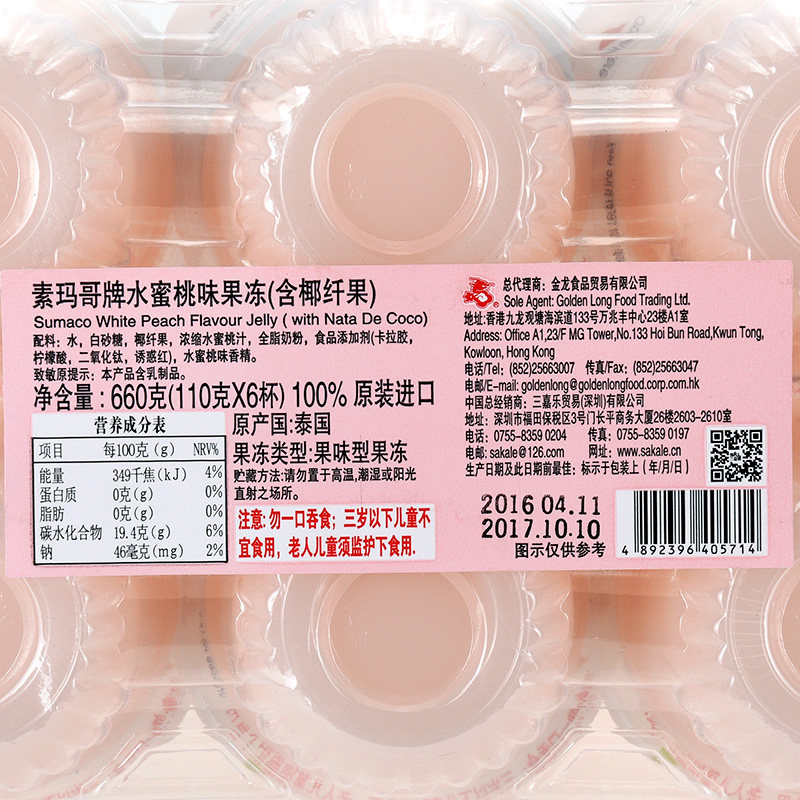 素玛哥牌水蜜桃味果冻(含椰纤果)
Sumaco White Peach Flavour Jelly ( with Nata De Coco)
配料：水，白砂糖，椰纤果，浓缩水蜜桃汁，全脂奶粉，食品添加剂(卡拉胶，
柠檬酸，二氧化钛，诱惑红)，水蜜桃味香精。
致敏原提示：本产品含乳制品。
净含量：660克(110克X6杯) 100% 原装进口
营养成分表
项目 每100克(g) NRV%
能量 349千焦(kJ) 4%
蛋白质 0克(g) 0%
脂肪 0克(g) 0%
碳水化合物 19.4克(g) 6%
钠 46毫克(mg) 2%
原产国:泰国
果冻类型:果味型果冻
贮藏方法:请勿置于高温,潮湿或阳光
直射之场所。
注意:勿一口吞食；三岁以下儿童不
宜食用，老人儿童须监护下食用.
总代理商：金龙食品贸易有限公司
Sole Agent: Golden Long Food Trading Ltd.
地址:香港九龙观塘海滨道133号万兆丰中心23楼A1室
Address: Office A1,23/F MG Tower,No.133 Hoi Bun Road,Kwun Tong,
Kowloon, Hong Kong
电话/Tel：(852)25663007 传真/Fax：(852)25663047
电邮/E-mail: goldenlong@goldenlongfood.corp.com.hk
中国总经销商：三嘉乐贸易(深圳)有限公司
地址：深圳市福田保税区3号门长平商务大厦26楼2603-2610室
电话：0755-8359 0204 传真：0755-8359 0197
电邮：sakale@126.com 网址：www.sakale.com
生产日期及此日期前最佳：标示于包装上 (年/月/日)
2016 04.11
2017.10.10
图示仅供参考
4 892396 405714